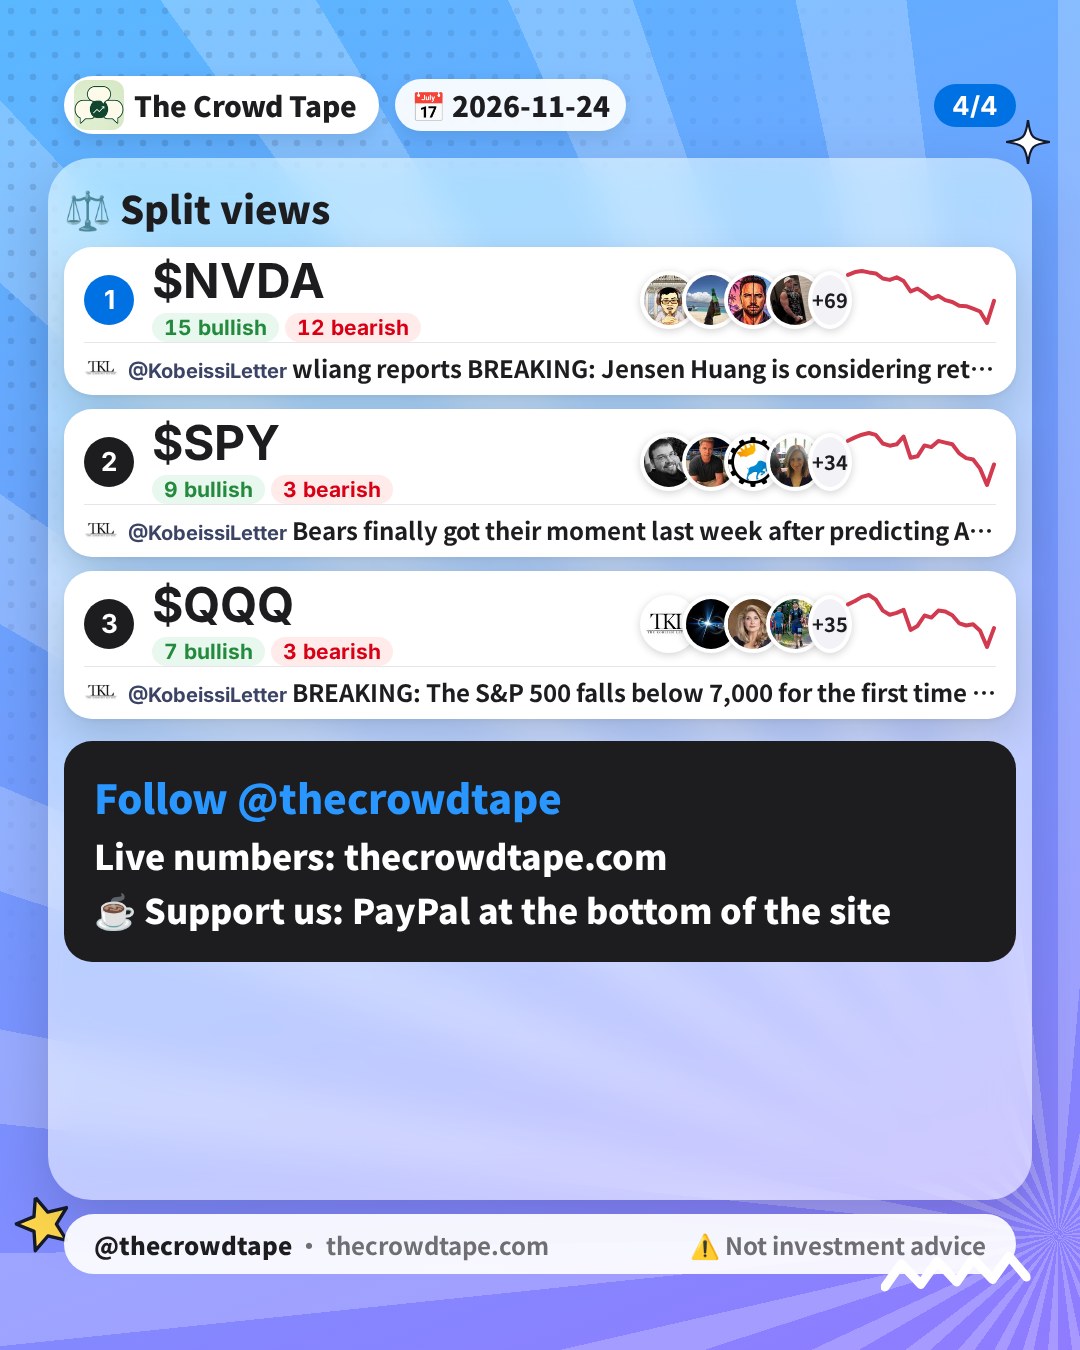 The Crowd Tape
2026-11-24
4/4
Split views
1
$NVDA
15 bullish 12 bearish
+69
TKL @KobeissiLetter wliang reports BREAKING: Jensen Huang is considering ret···
2
$SPY
9 bullish 3 bearish
+34
TKL @KobeissiLetter Bears finally got their moment last week after predicting A···
3
$QQQ
7 bullish 3 bearish
TKL
+35
TKL @KobeissiLetter BREAKING: The S&P 500 falls below 7,000 for the first time ···
Follow @thecrowdtape
Live numbers: thecrowdtape.com
☕ Support us: PayPal at the bottom of the site
@thecrowdtape • thecrowdtape.com
⚠️ Not investment advice